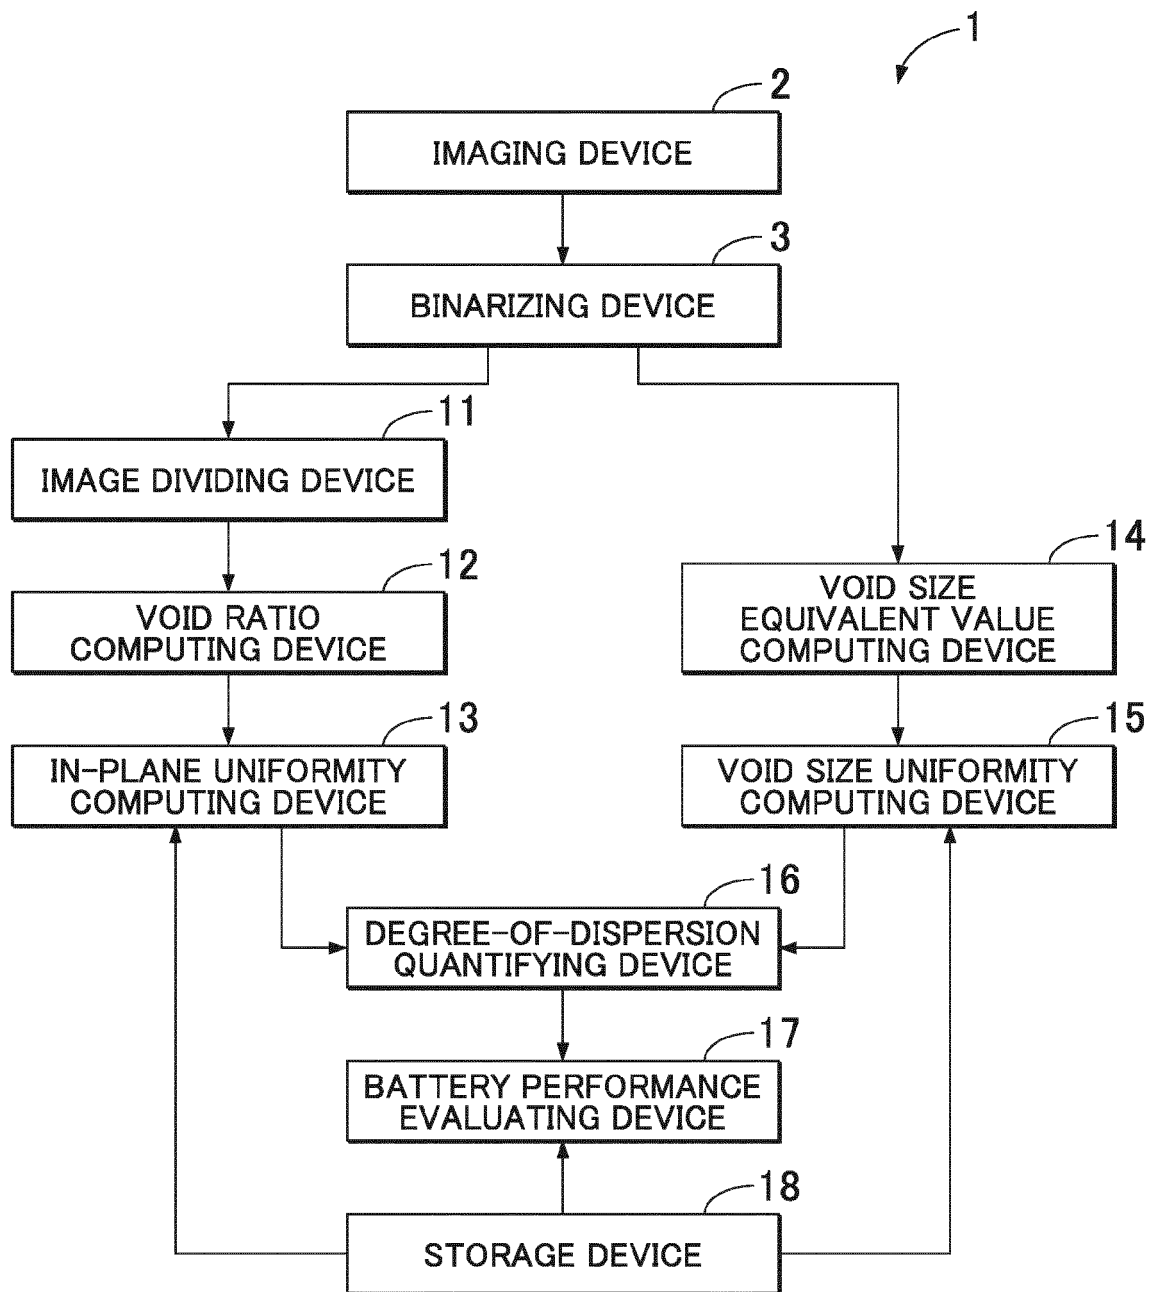 1
2
IMAGING DEVICE
3
BINARIZING DEVICE
11
IMAGE DIVIDING DEVICE
12
VOID RATIO
COMPUTING DEVICE
14
VOID SIZE
EQUIVALENT VALUE
COMPUTING DEVICE
13
IN-PLANE UNIFORMITY
COMPUTING DEVICE
15
VOID SIZE UNIFORMITY
COMPUTING DEVICE
16
DEGREE-OF-DISPERSION
QUANTIFYING DEVICE
17
BATTERY PERFORMANCE
EVALUATING DEVICE
18
STORAGE DEVICE